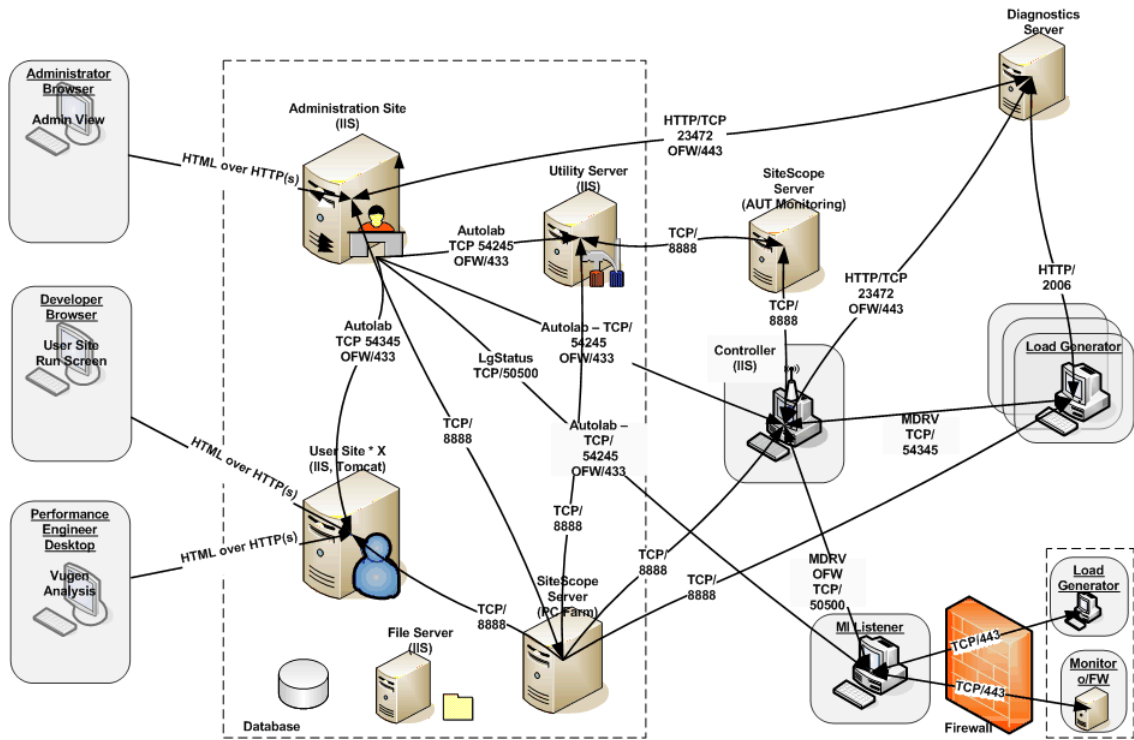 Diagnostics
Server
Administrator
Browser
Admin View
Administration Site
(IIS)
HTTP/TCP
23472
OFW/443
HTML over HTTP(s)
Utility Server
(IIS)
SiteScope
Server
(AUT Monitoring)
Autolab
TCP 54245
OFW/433
TCP/
8888
HTTP/TCP
23472
OFW/443
HTTP/
2006
Developer
Browser
User Site
Run Screen
Autolab
TCP 54345
OFW/433
LgStatus
TCP/50500
Autolab – TCP/
54245
OFW/433
TCP/
8888
Controller
(IIS)
Load Generator
TCP/
8888
Autolab –
TCP/
54245
OFW/433
MDRV
TCP/
54345
HTML over HTTP(s)
User Site * X
(IIS, Tomcat)
Performance
Engineer
Desktop
Vugen
Analysis
HTML over HTTP(s)
TCP/
8888
TCP/
8888
TCP/
8888
MDRV
OFW
TCP/
50500
TCP/
8888
SiteScope
Server
(PC Farm)
File Server
(IIS)
Database
MI Listener
TCP/443
TCP/443
Firewall
Load
Generator
Monitor
o/FW